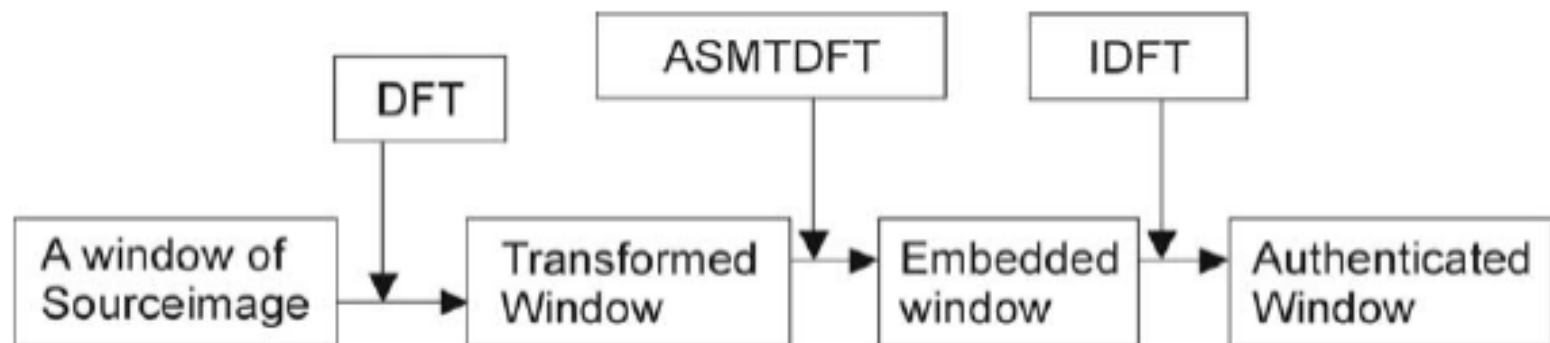 DFT
ASMTDFT
IDFT
A window of
Sourceimage
Transformed
Window
Embedded
window
Authenticated
Window